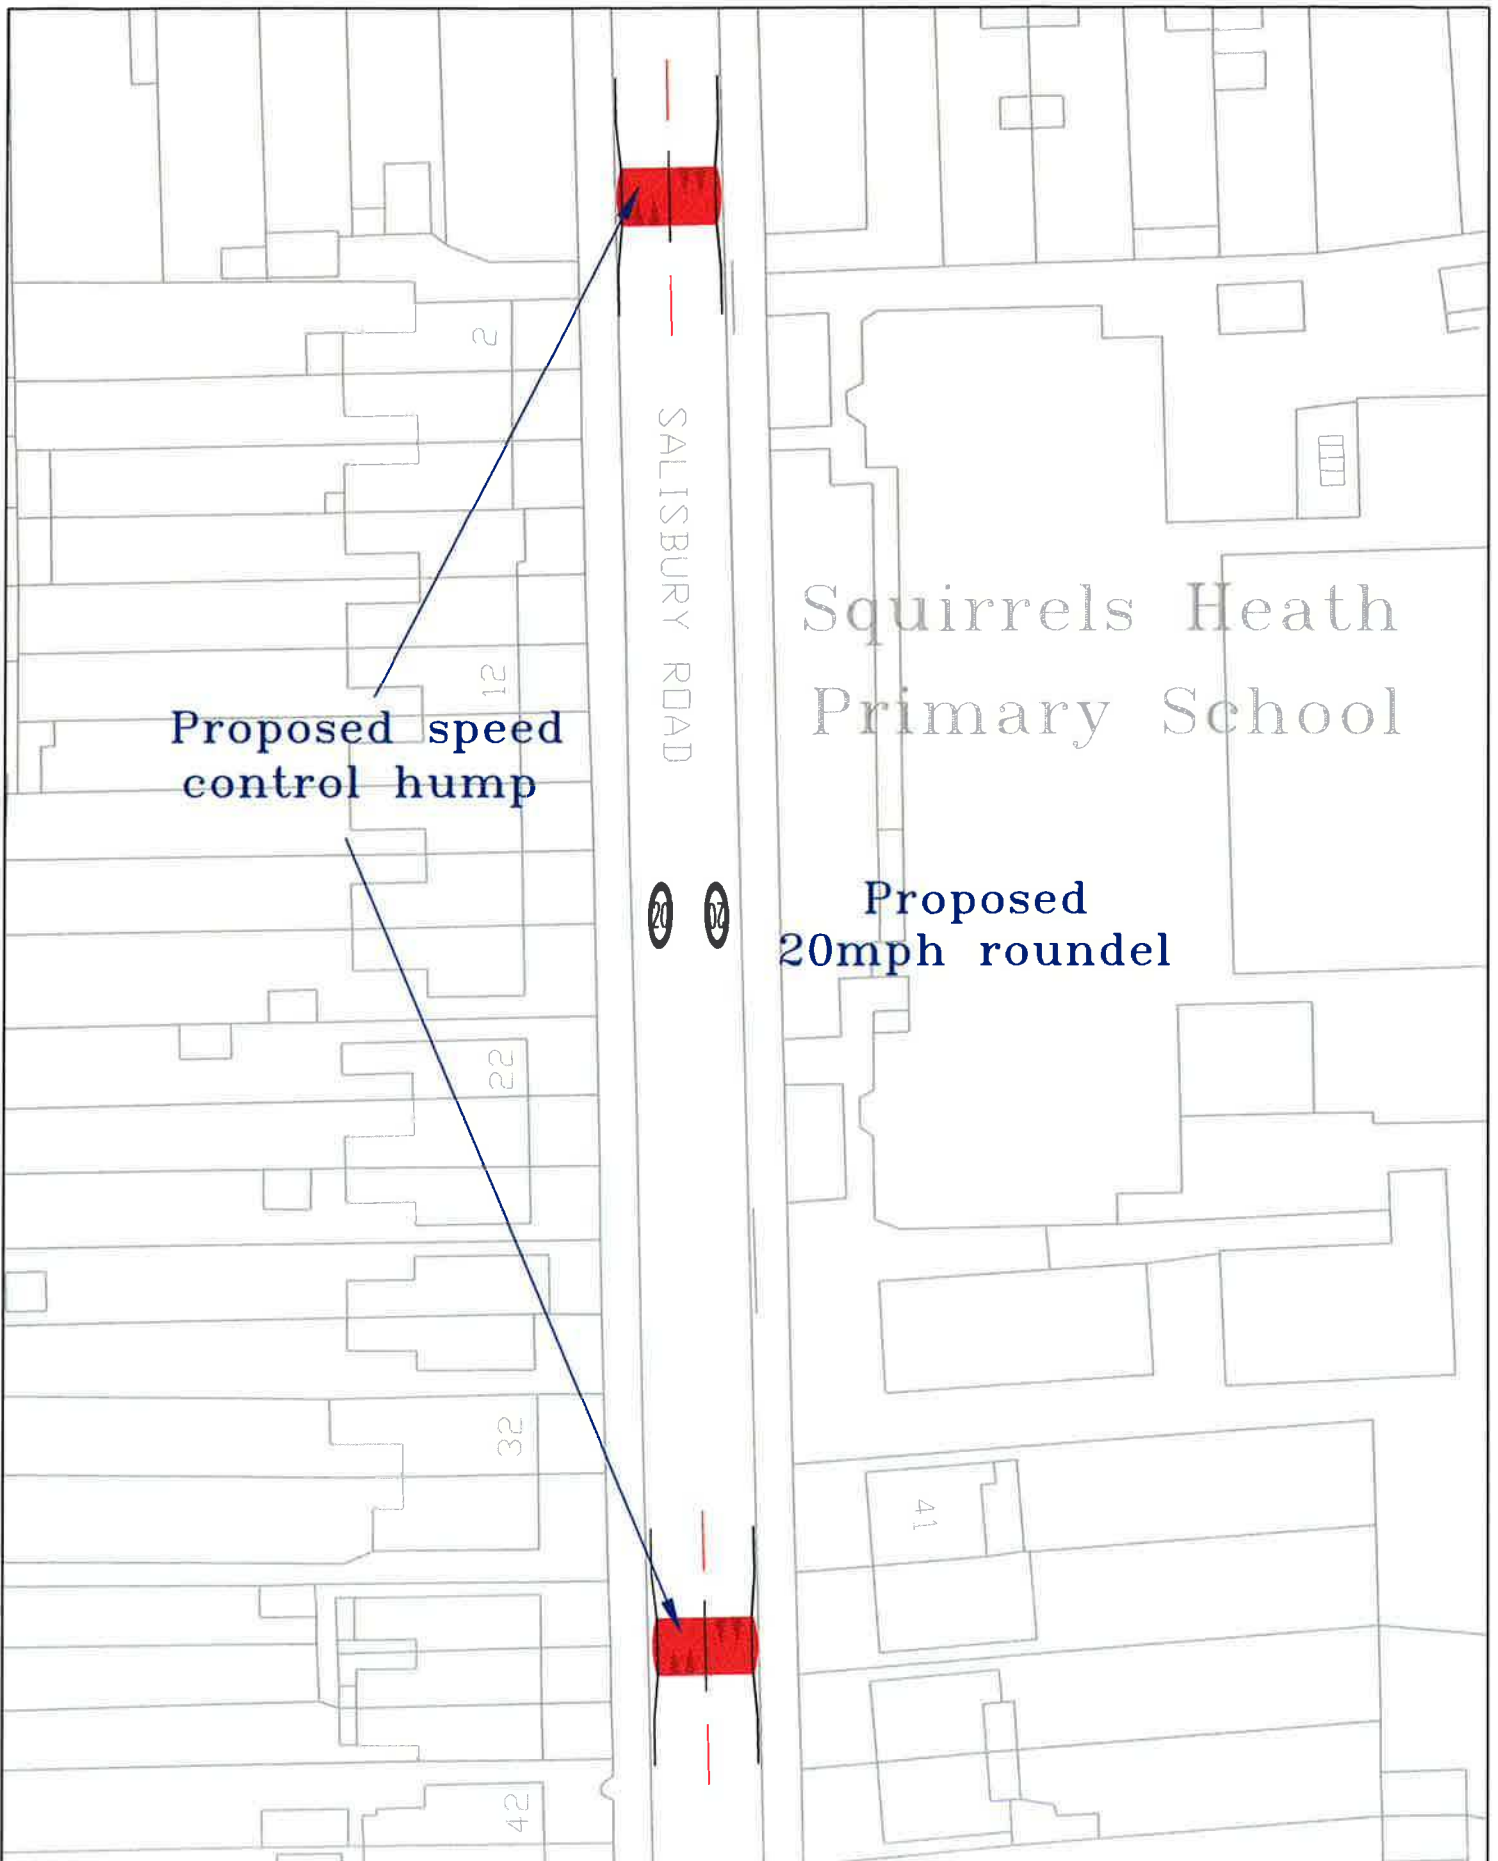 2
SALISBURY ROAD
Squirrels Heath
Primary School
12
Proposed speed
control hump
20 20
Proposed
20mph roundel
22
32
41
42